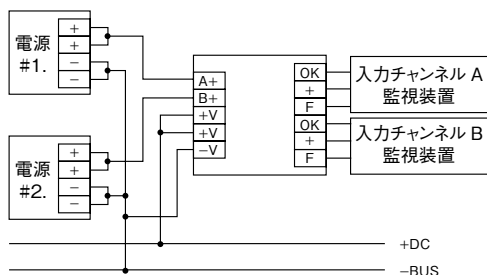 電源
#1.
+
+
−
−
電源
#2.
+
+
−
−
A+
B+
+V
+V
−V
OK
+
F
OK
+
F
入力チャンネル A
監視装置
入力チャンネル B
監視装置
+DC
−BUS